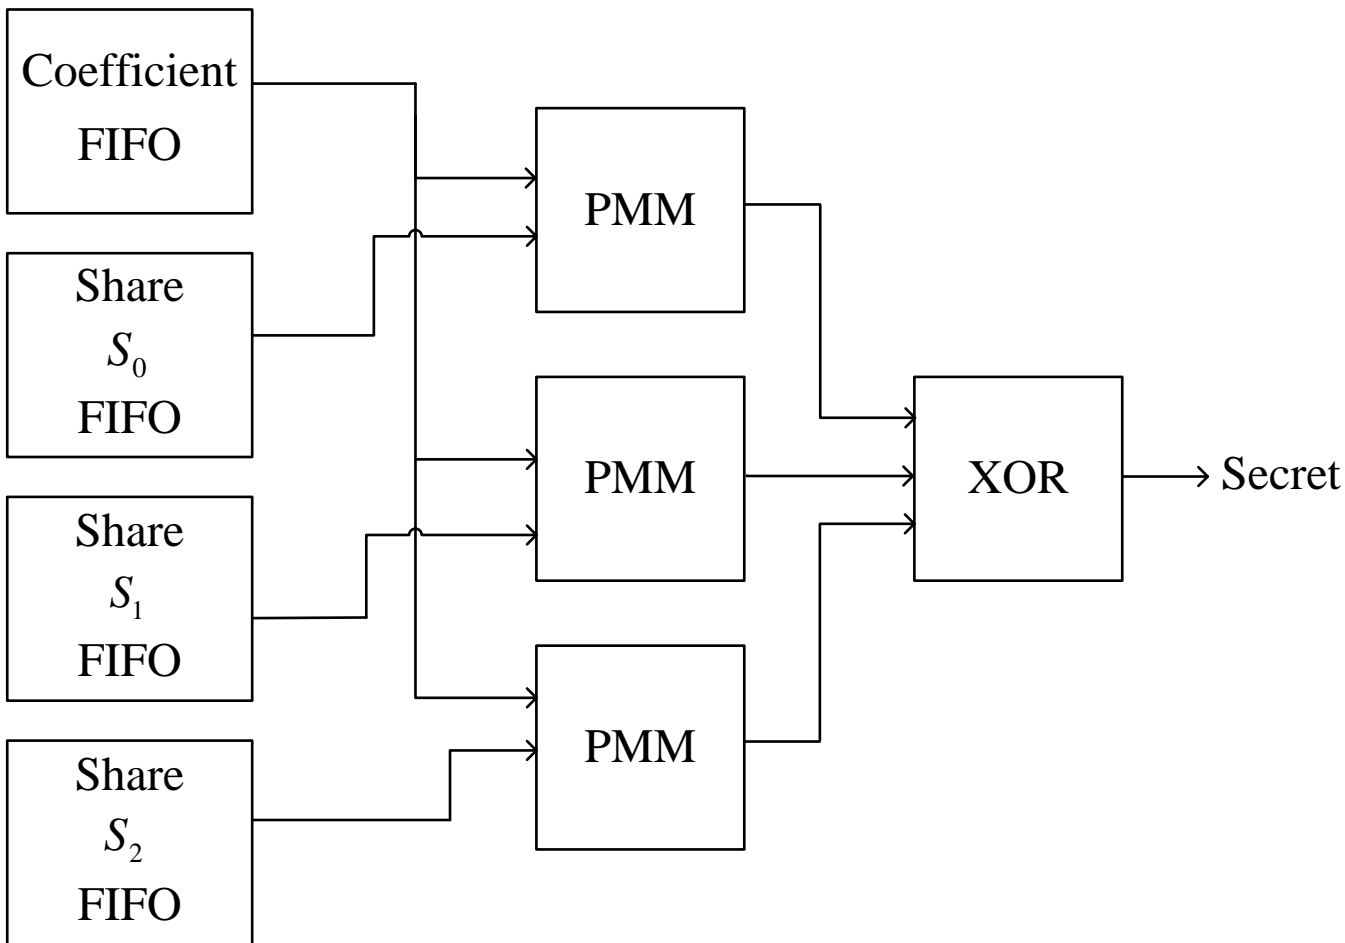 Coefficient
FIFO
Share
S₀
FIFO
Share
S₁
FIFO
Share
S₂
FIFO
PMM
PMM
PMM
XOR
Secret